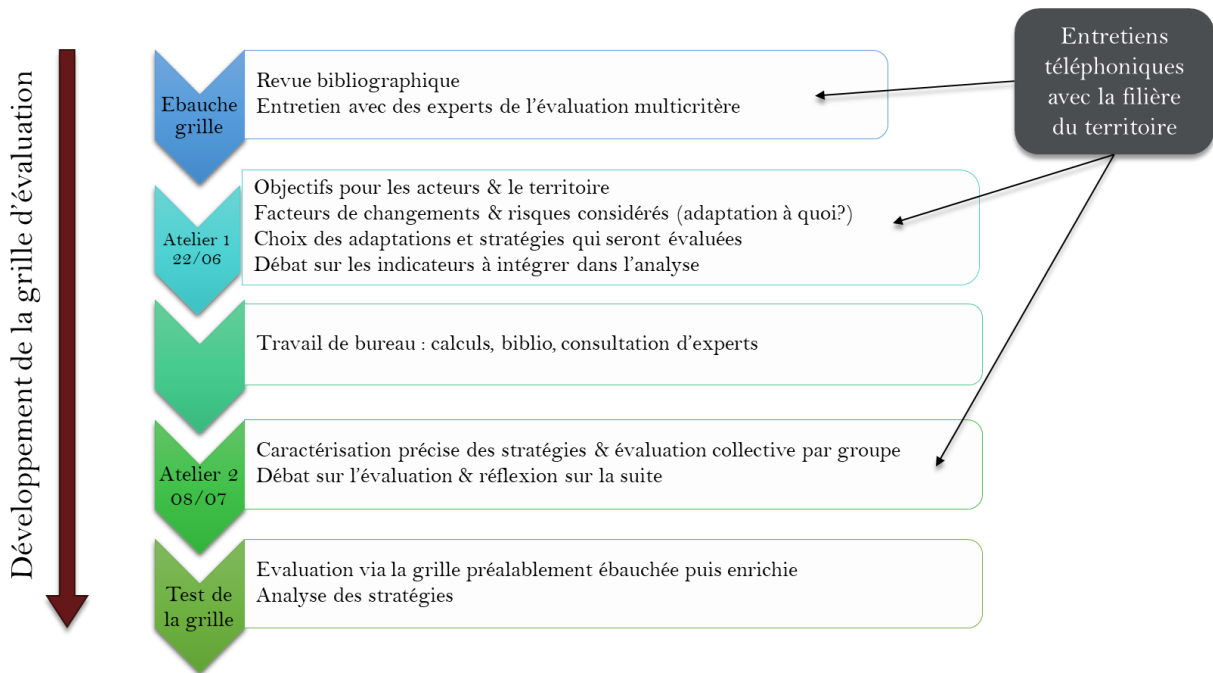 Développement de la grille d'évaluation
Ebauche
grille
Revue bibliographique
Entretien avec des experts de l'évaluation multicritère
Entretiens
téléphoniques
avec la filière
du territoire
Atelier 1
22/06
Objectifs pour les acteurs & le territoire
Facteurs de changements & risques considérés (adaptation à quoi?)
Choix des adaptations et stratégies qui seront évaluées
Débat sur les indicateurs à intégrer dans l'analyse
Travail de bureau : calculs, biblio, consultation d'experts
Atelier 2
08/07
Caractérisation précise des stratégies & évaluation collective par groupe
Débat sur l'évaluation & réflexion sur la suite
Test de
la grille
Evaluation via la grille préalablement ébauchée puis enrichie
Analyse des stratégies